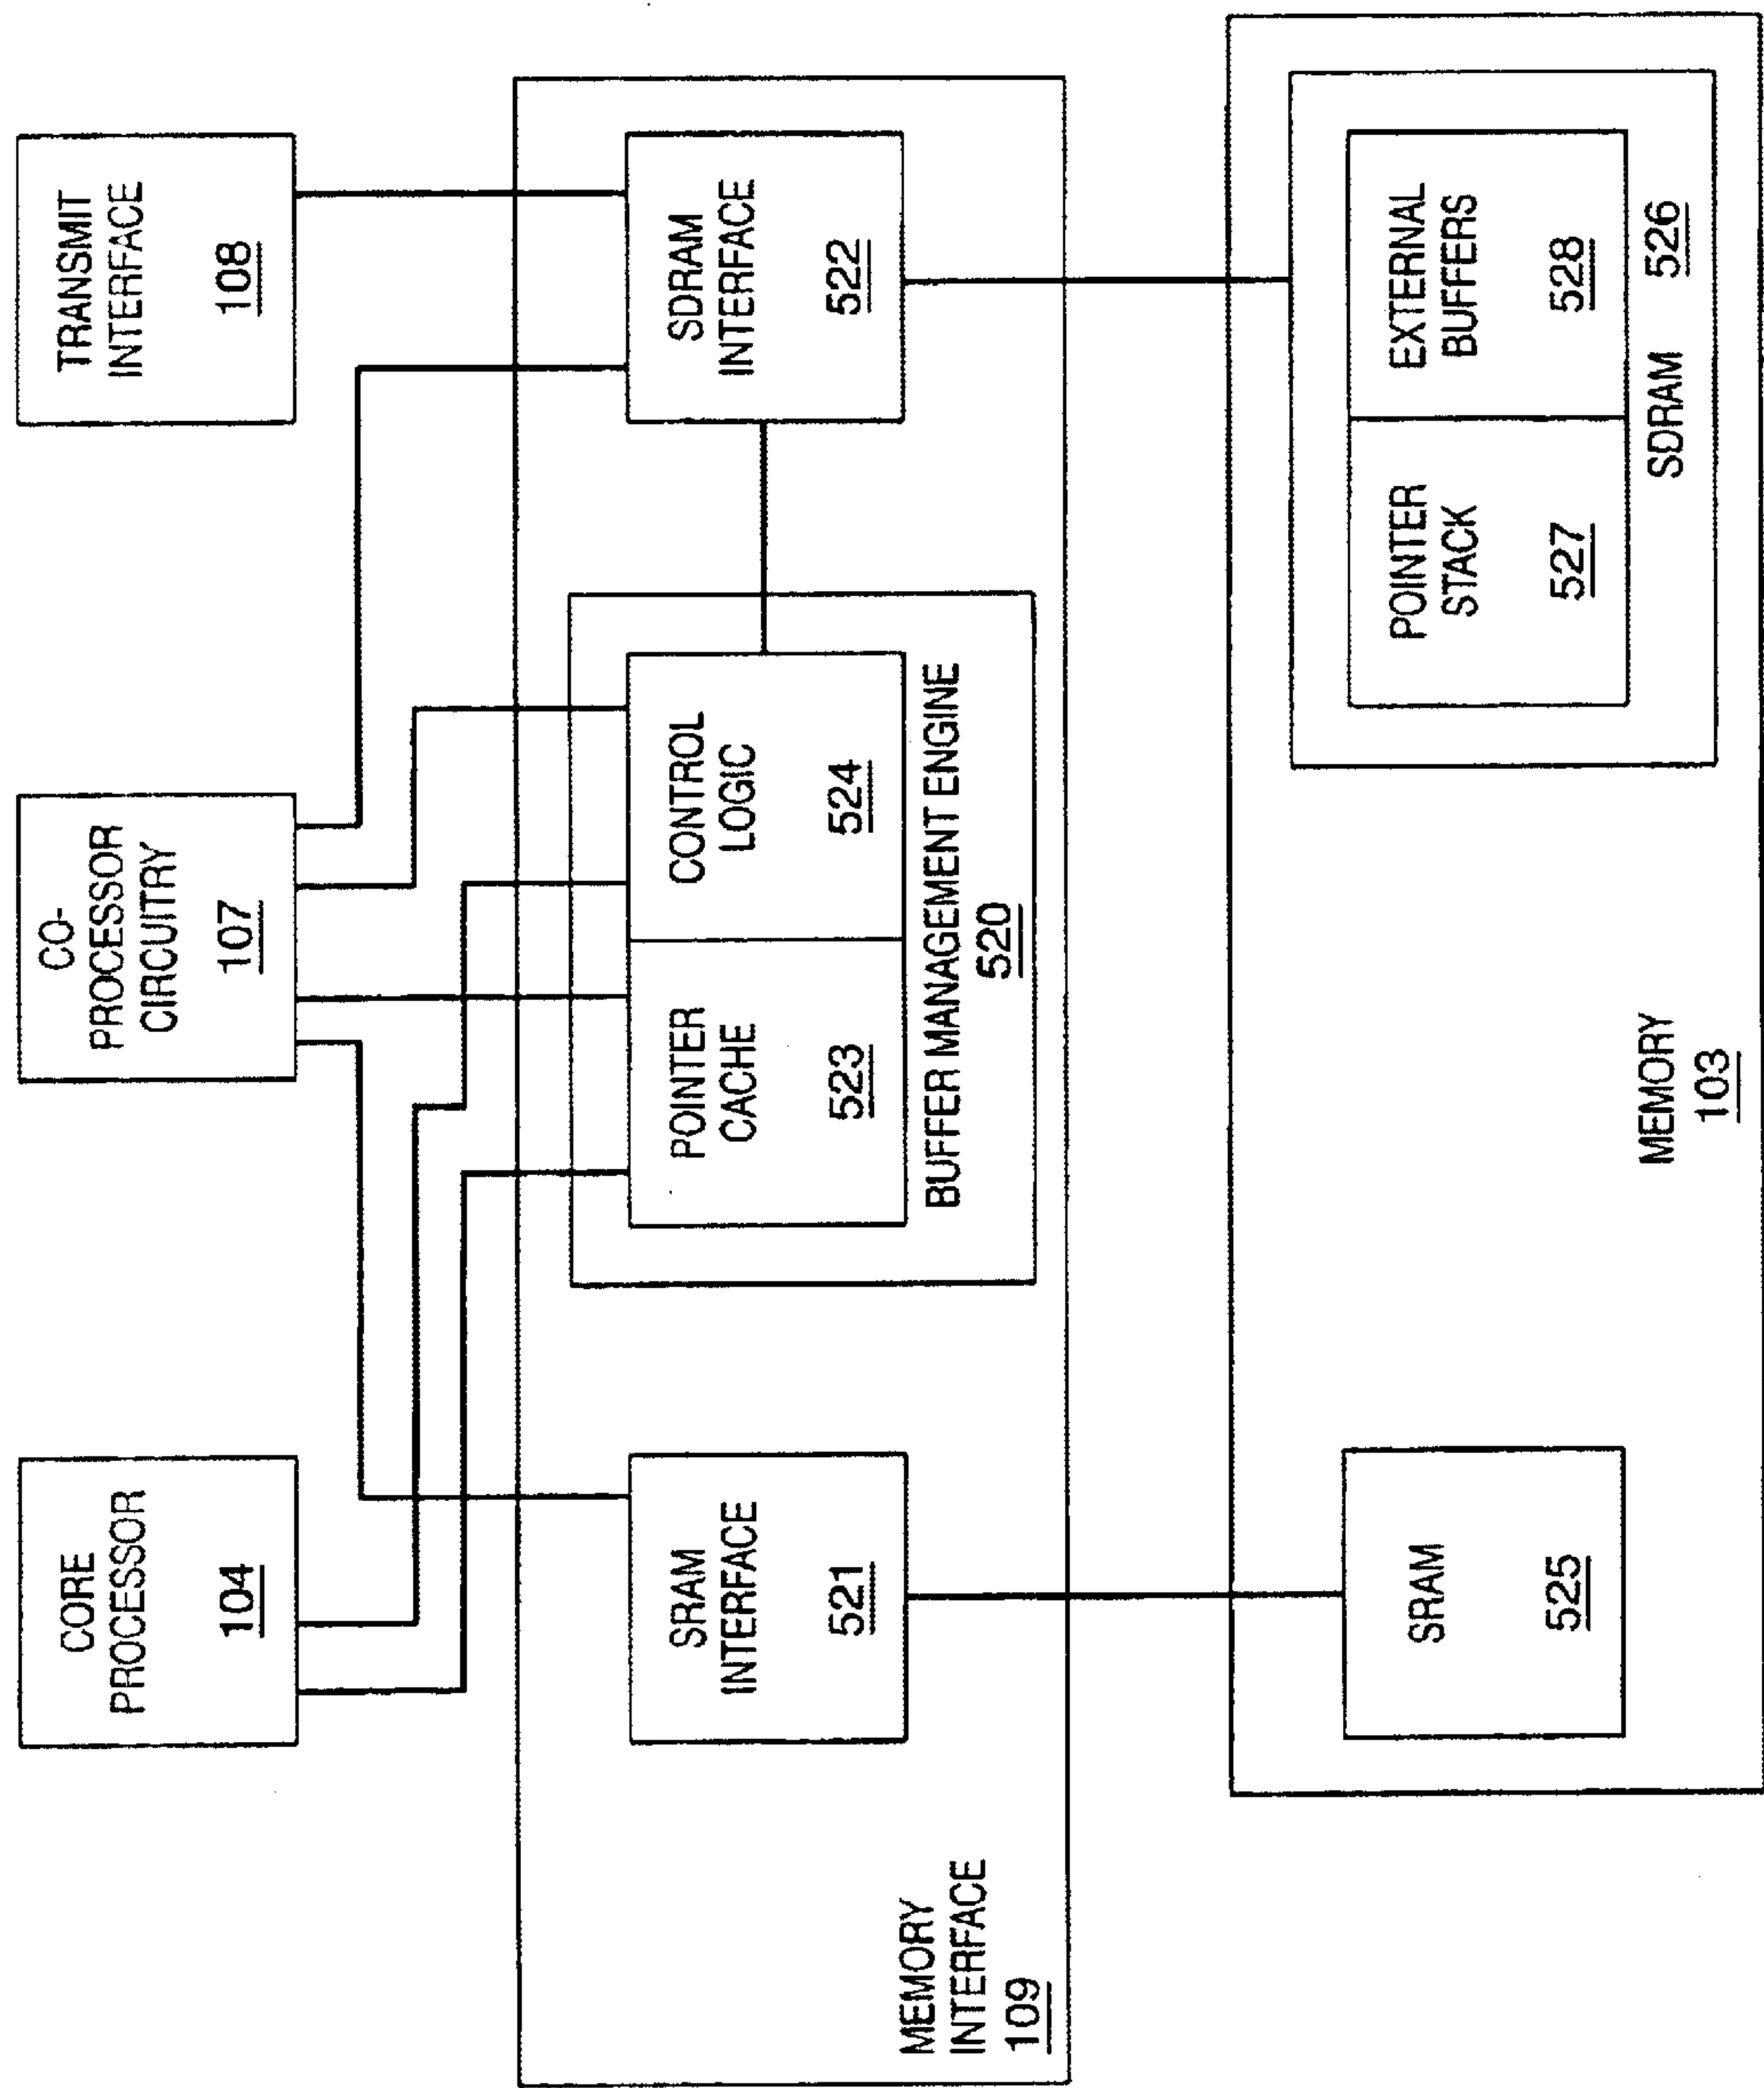 CORE
PROCESSOR
104
CO-
PROCESSOR
CIRCUITRY
107
TRANSMIT
INTERFACE
108
MEMORY
INTERFACE
109
SRAM
INTERFACE
521
POINTER
CACHE
523
CONTROL
LOGIC
524
BUFFER MANAGEMENT ENGINE
520
SDRAM
INTERFACE
522
SRAM
525
MEMORY
103
POINTER
STACK
527
EXTERNAL
BUFFERS
528
SDRAM 526